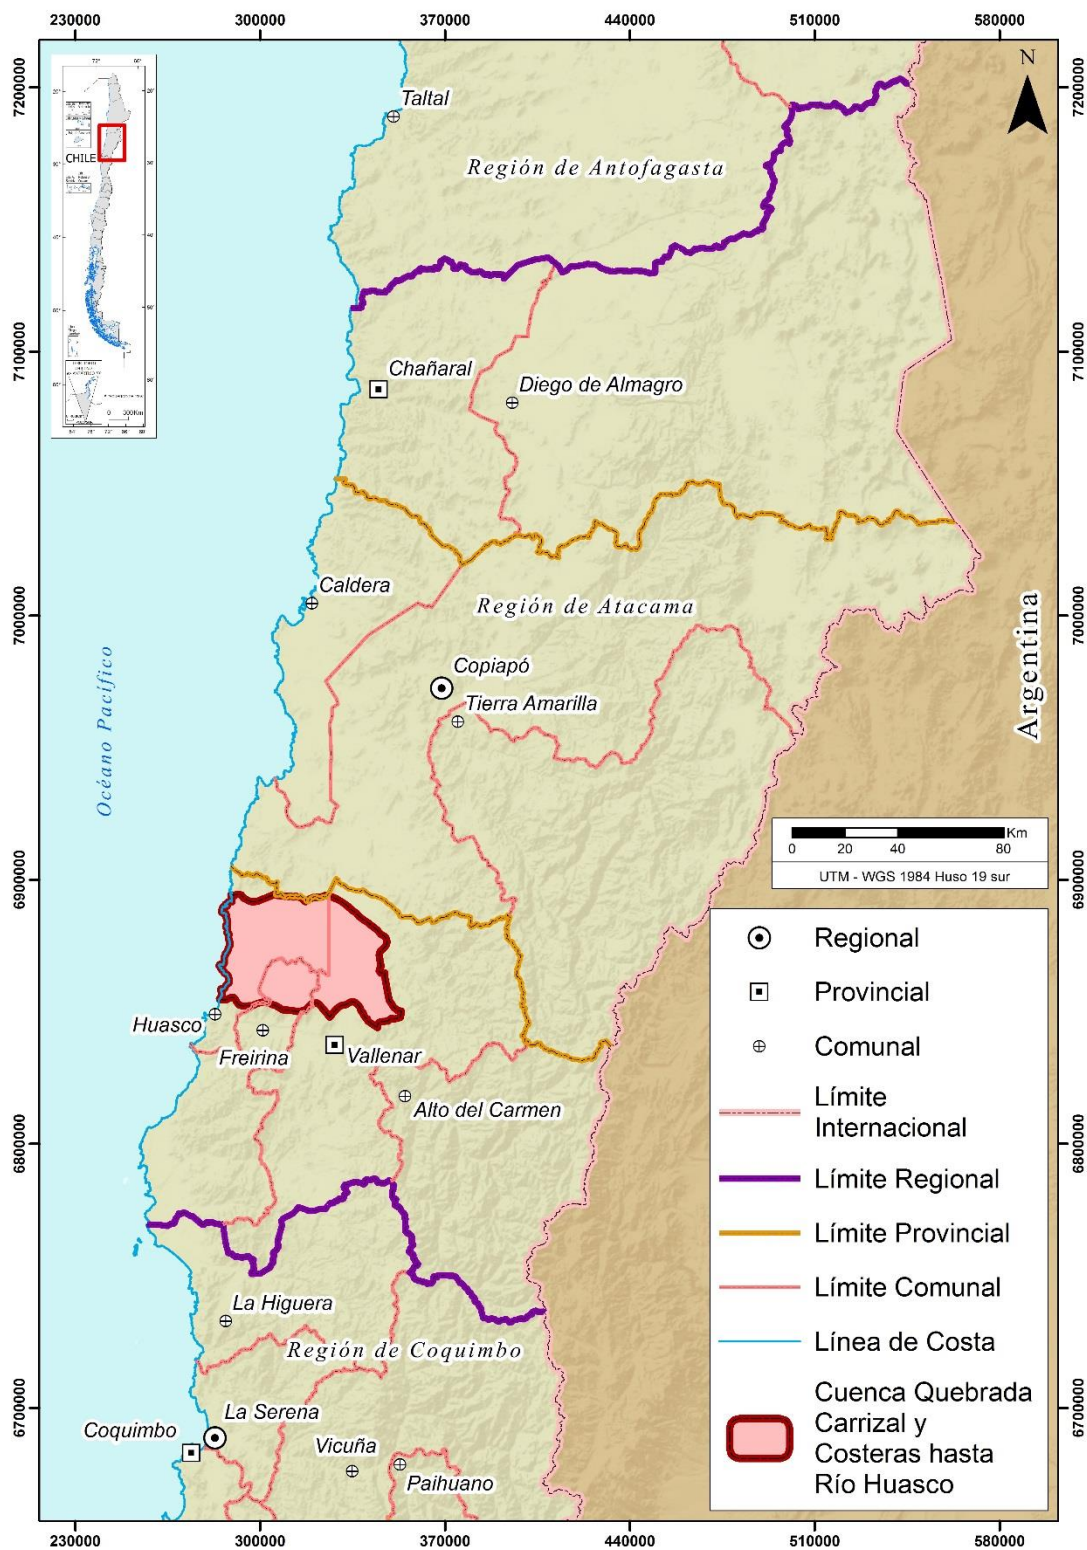 230000
300000
370000
440000
510000
580000
7200000
7200000
Taltal
N
Región de Antofagasta
CHILE
7100000
7100000
Chañaral
Diego de Almagro
7000000
7000000
Caldera
Región de Atacama
Argentina
Copiapó
Tierra Amarilla
Océano Pacífico
Km
0
20
40
80
UTM - WGS 1984 Huso 19 sur
6900000
6900000
Regional
Provincial
Comunal
Límite
Internacional
Límite Regional
Límite Provincial
Límite Comunal
Línea de Costa
Cuenca Quebrada
Carrizal y
Costeras hasta
Río Huasco
Huasco
Freirina
Vallenar
Alto del Carmen
6800000
6800000
La Higuera
Región de Coquimbo
6700000
6700000
La Serena
Coquimbo
Vicuña
Paihuano
230000
300000
370000
440000
510000
580000